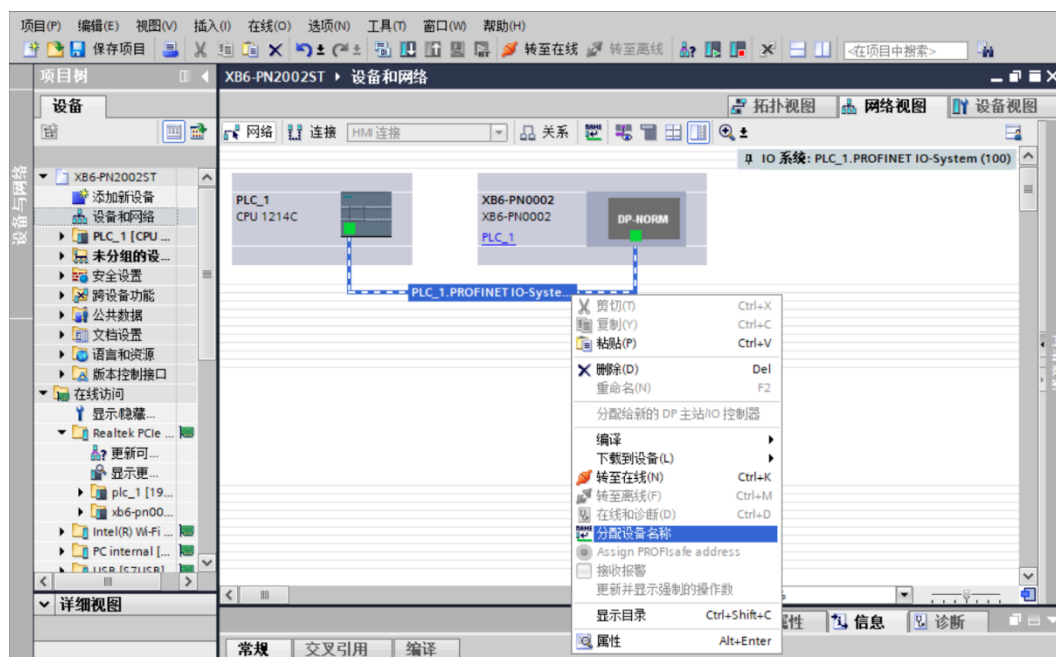 项目(P) 编辑(E) 视图(V) 插入(I) 在线(O) 选项(N) 工具(T) 窗口(W) 帮助(H)
保存项目 转至在线 转至离线 <在项目中搜索>
项目树
XB6-PN2002ST 设备和网络
设备
拓扑视图 网络视图 设备视图
网络 连接 HMI 连接 关系
IO 系统: PLC_1.PROFINET IO-System (100)
设备与网络
XB6-PN2002ST
添加新设备
设备和网络
PLC_1 [CPU ...
未分组的设...
安全设置
跨设备功能
公共数据
文档设置
语言和资源
版本控制接口
在线访问
显示/隐藏...
Realtek PCIe ...
更新可...
显示更...
plc_1 [19...
xb6-pn00...
Intel(R) Wi-Fi ...
PC internal [...
USB [S7USB]
详细视图
PLC_1
CPU 1214C
XB6-PN0002
XB6-PN0002
PLC_1
DP-NORM
PLC_1.PROFINET IO-Syste...
剪切(T) Ctrl+X
复制(Y) Ctrl+C
粘贴(P) Ctrl+V
删除(D) Del
重命名(N) F2
分配给新的 DP 主站/IO 控制器
编译
下载到设备(L)
转至在线(N) Ctrl+K
转至离线(F) Ctrl+M
在线和诊断(D) Ctrl+D
分配设备名称
Assign PROFIsafe address
接收报警
更新并显示强制的操作数
显示目录 Ctrl+Shift+C
属性 Alt+Enter
属性 信息 诊断
常规 交叉引用 编译